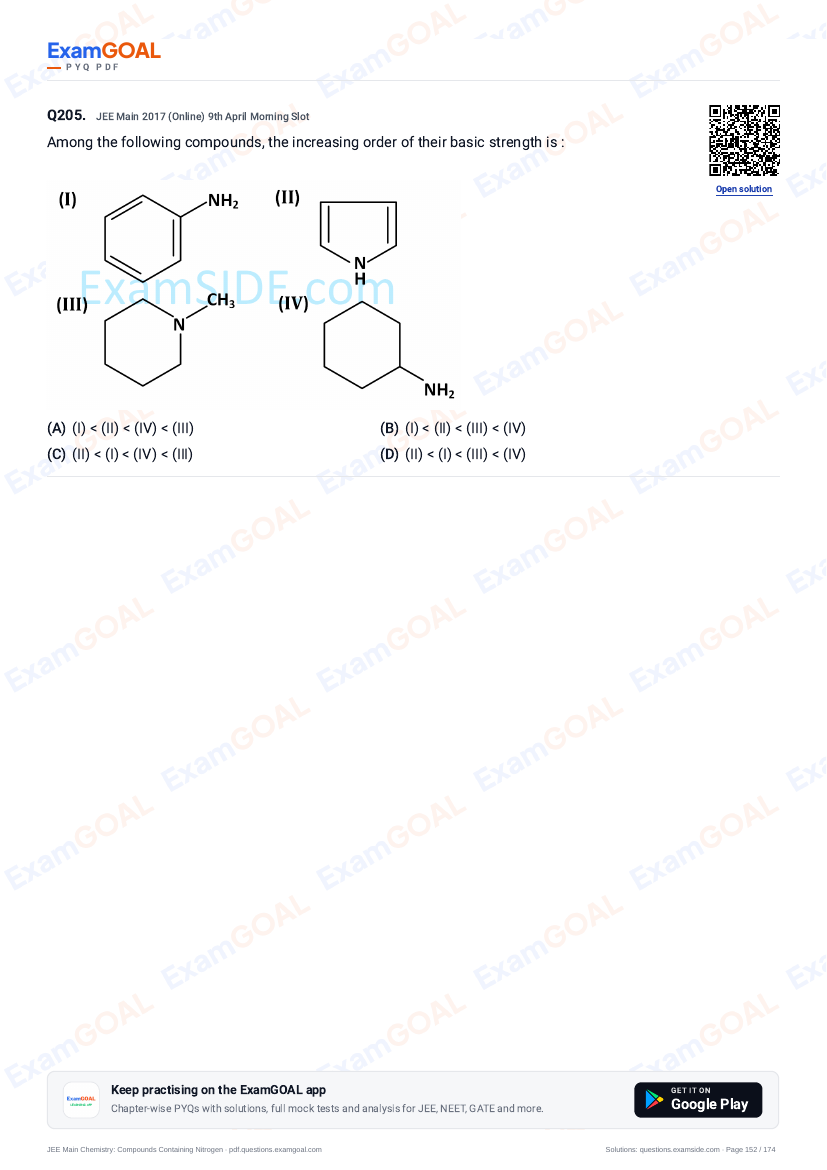 ExamGOAL
PYQ PDF
Q205. JEE Main 2017 (Online) 9th April Morning Slot
Among the following compounds, the increasing order of their basic strength is :
Open solution
(I) NH2 (II) N H
ExamSIDE.com
(III) CH3 N (IV) NH2
(A) (I) < (II) < (IV) < (III) (B) (I) < (II) < (III) < (IV)
(C) (II) < (I) < (IV) < (III) (D) (II) < (I) < (III) < (IV)
Keep practising on the ExamGOAL app
Chapter-wise PYQs with solutions, full mock tests and analysis for JEE, NEET, GATE and more.
GET IT ON
Google Play
JEE Main Chemistry: Compounds Containing Nitrogen · pdf.questions.examgoal.com Solutions: questions.examside.com · Page 152 / 174